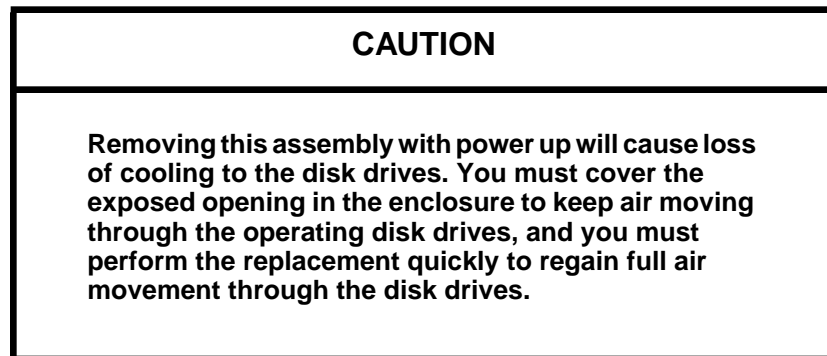 CAUTION
Removing this assembly with power up will cause loss
of cooling to the disk drives. You must cover the
exposed opening in the enclosure to keep air moving
through the operating disk drives, and you must
perform the replacement quickly to regain full air
movement through the disk drives.